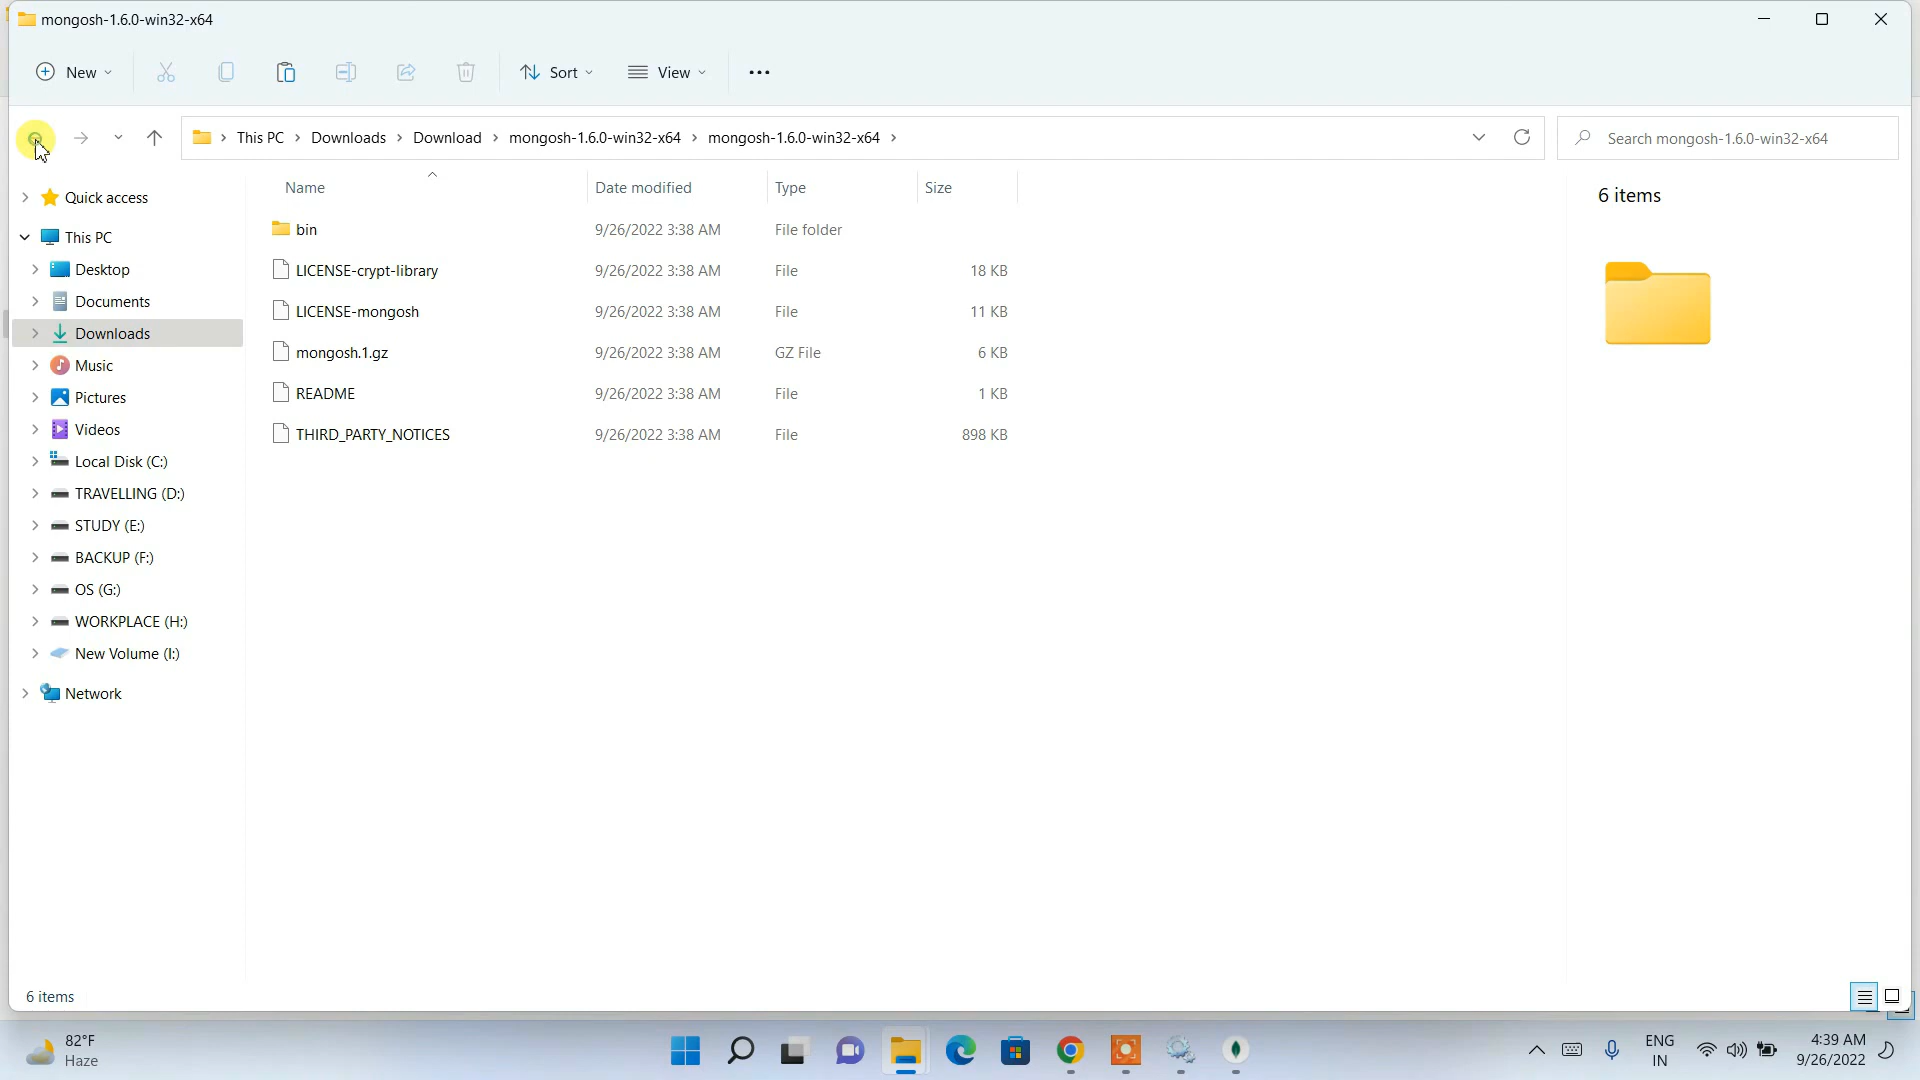 mongosh-1.6.0-win32-x64
New
Sort
View
This PC > Downloads > Download > mongosh-1.6.0-win32-x64 > mongosh-1.6.0-win32-x64
Search mongosh-1.6.0-win32-x64
Name Date modified Type Size
bin 9/26/2022 3:38 AM File folder
LICENSE-crypt-library 9/26/2022 3:38 AM File 18 KB
LICENSE-mongosh 9/26/2022 3:38 AM File 11 KB
mongosh.1.gz 9/26/2022 3:38 AM GZ File 6 KB
README 9/26/2022 3:38 AM File 1 KB
THIRD_PARTY_NOTICES 9/26/2022 3:38 AM File 898 KB
Quick access
This PC
Desktop
Documents
Downloads
Music
Pictures
Videos
Local Disk (C:)
TRAVELLING (D:)
STUDY (E:)
BACKUP (F:)
OS (G:)
WORKPLACE (H:)
New Volume (I:)
Network
6 items
6 items
82°F
Haze
ENG
IN
4:39 AM
9/26/2022